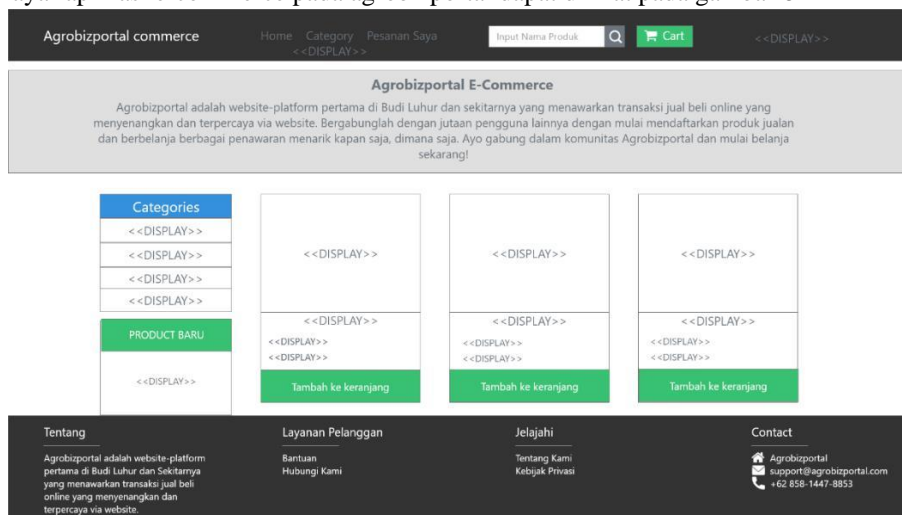 Agrobizportal commerce
Home Category Pesanan Saya
<<DISPLAY>>
Input Nama Produk
Cart
<<DISPLAY>>
Agrobizportal E-Commerce
Agrobizportal adalah website-platform pertama di Budi Luhur dan sekitarnya yang menawarkan transaksi jual beli online yang
menyenangkan dan terpercaya via website. Bergabunglah dengan jutaan pengguna lainnya dengan mulai mendaftarkan produk jualan
dan berbelanja berbagai penawaran menarik kapan saja, dimana saja. Ayo gabung dalam komunitas Agrobizportal dan mulai belanja
sekarang!
Categories
<<DISPLAY>>
<<DISPLAY>>
<<DISPLAY>>
<<DISPLAY>>
PRODUCT BARU
<<DISPLAY>>
<<DISPLAY>>
<<DISPLAY>>
<<DISPLAY>>
<<DISPLAY>>
Tambah ke keranjang
<<DISPLAY>>
<<DISPLAY>>
<<DISPLAY>>
<<DISPLAY>>
Tambah ke keranjang
<<DISPLAY>>
<<DISPLAY>>
<<DISPLAY>>
<<DISPLAY>>
Tambah ke keranjang
Tentang
Agrobizportal adalah website-platform
pertama di Budi Luhur dan Sekitarnya
yang menawarkan transaksi jual beli
online yang menyenangkan dan
terpercaya via website.
Layanan Pelanggan
Bantuan
Hubungi Kami
Jelajahi
Tentang Kami
Kebijak Privasi
Contact
Agrobizportal
support@agrobizportal.com
+62 858-1447-8853